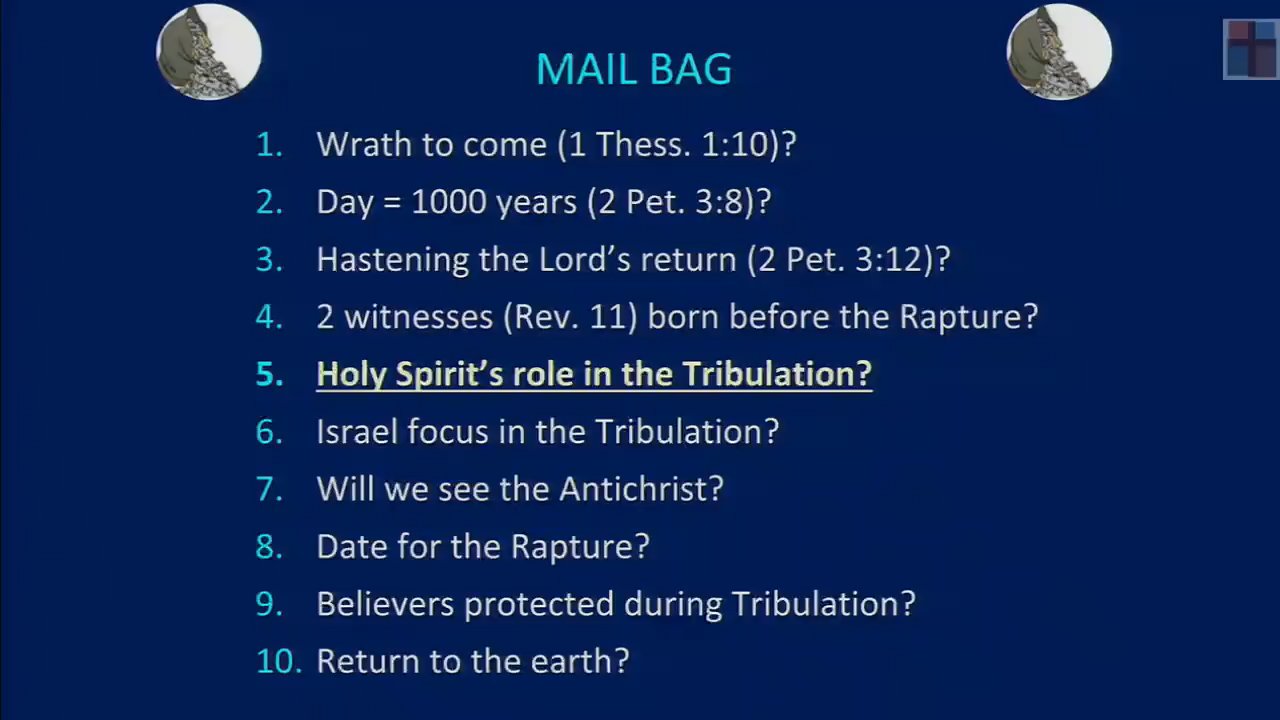 MAIL BAG
1. Wrath to come (1 Thess. 1:10)?
2. Day = 1000 years (2 Pet. 3:8)?
3. Hastening the Lord’s return (2 Pet. 3:12)?
4. 2 witnesses (Rev. 11) born before the Rapture?
5. Holy Spirit’s role in the Tribulation?
6. Israel focus in the Tribulation?
7. Will we see the Antichrist?
8. Date for the Rapture?
9. Believers protected during Tribulation?
10. Return to the earth?